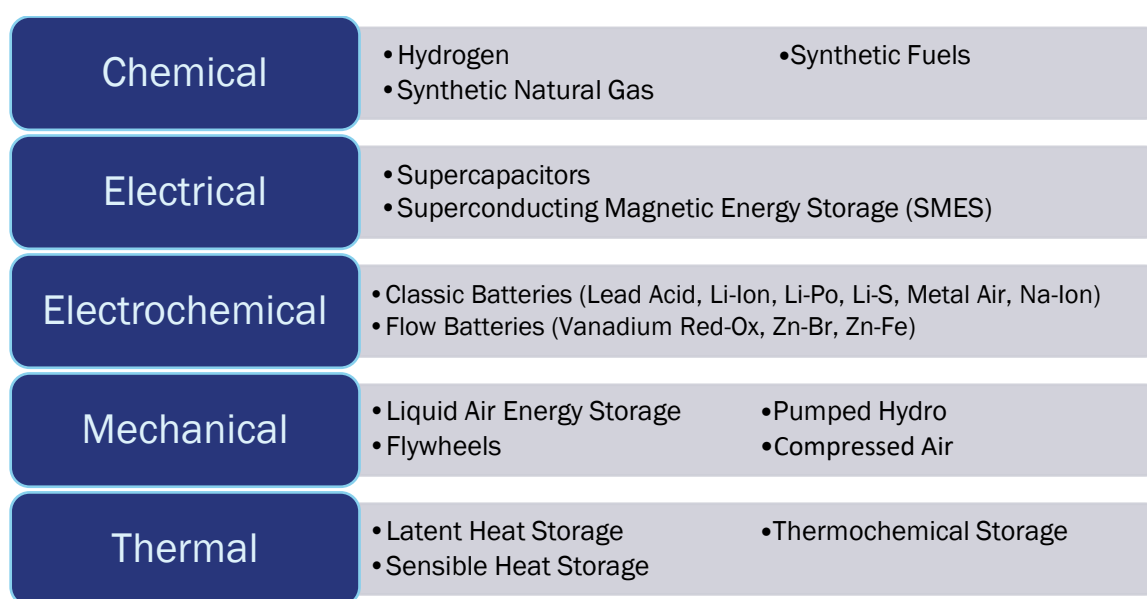 Chemical
•Hydrogen •Synthetic Fuels
•Synthetic Natural Gas
Electrical
•Supercapacitors
•Superconducting Magnetic Energy Storage (SMES)
Electrochemical
•Classic Batteries (Lead Acid, Li-Ion, Li-Po, Li-S, Metal Air, Na-Ion)
•Flow Batteries (Vanadium Red-Ox, Zn-Br, Zn-Fe)
Mechanical
•Liquid Air Energy Storage •Pumped Hydro
•Flywheels •Compressed Air
Thermal
•Latent Heat Storage •Thermochemical Storage
•Sensible Heat Storage